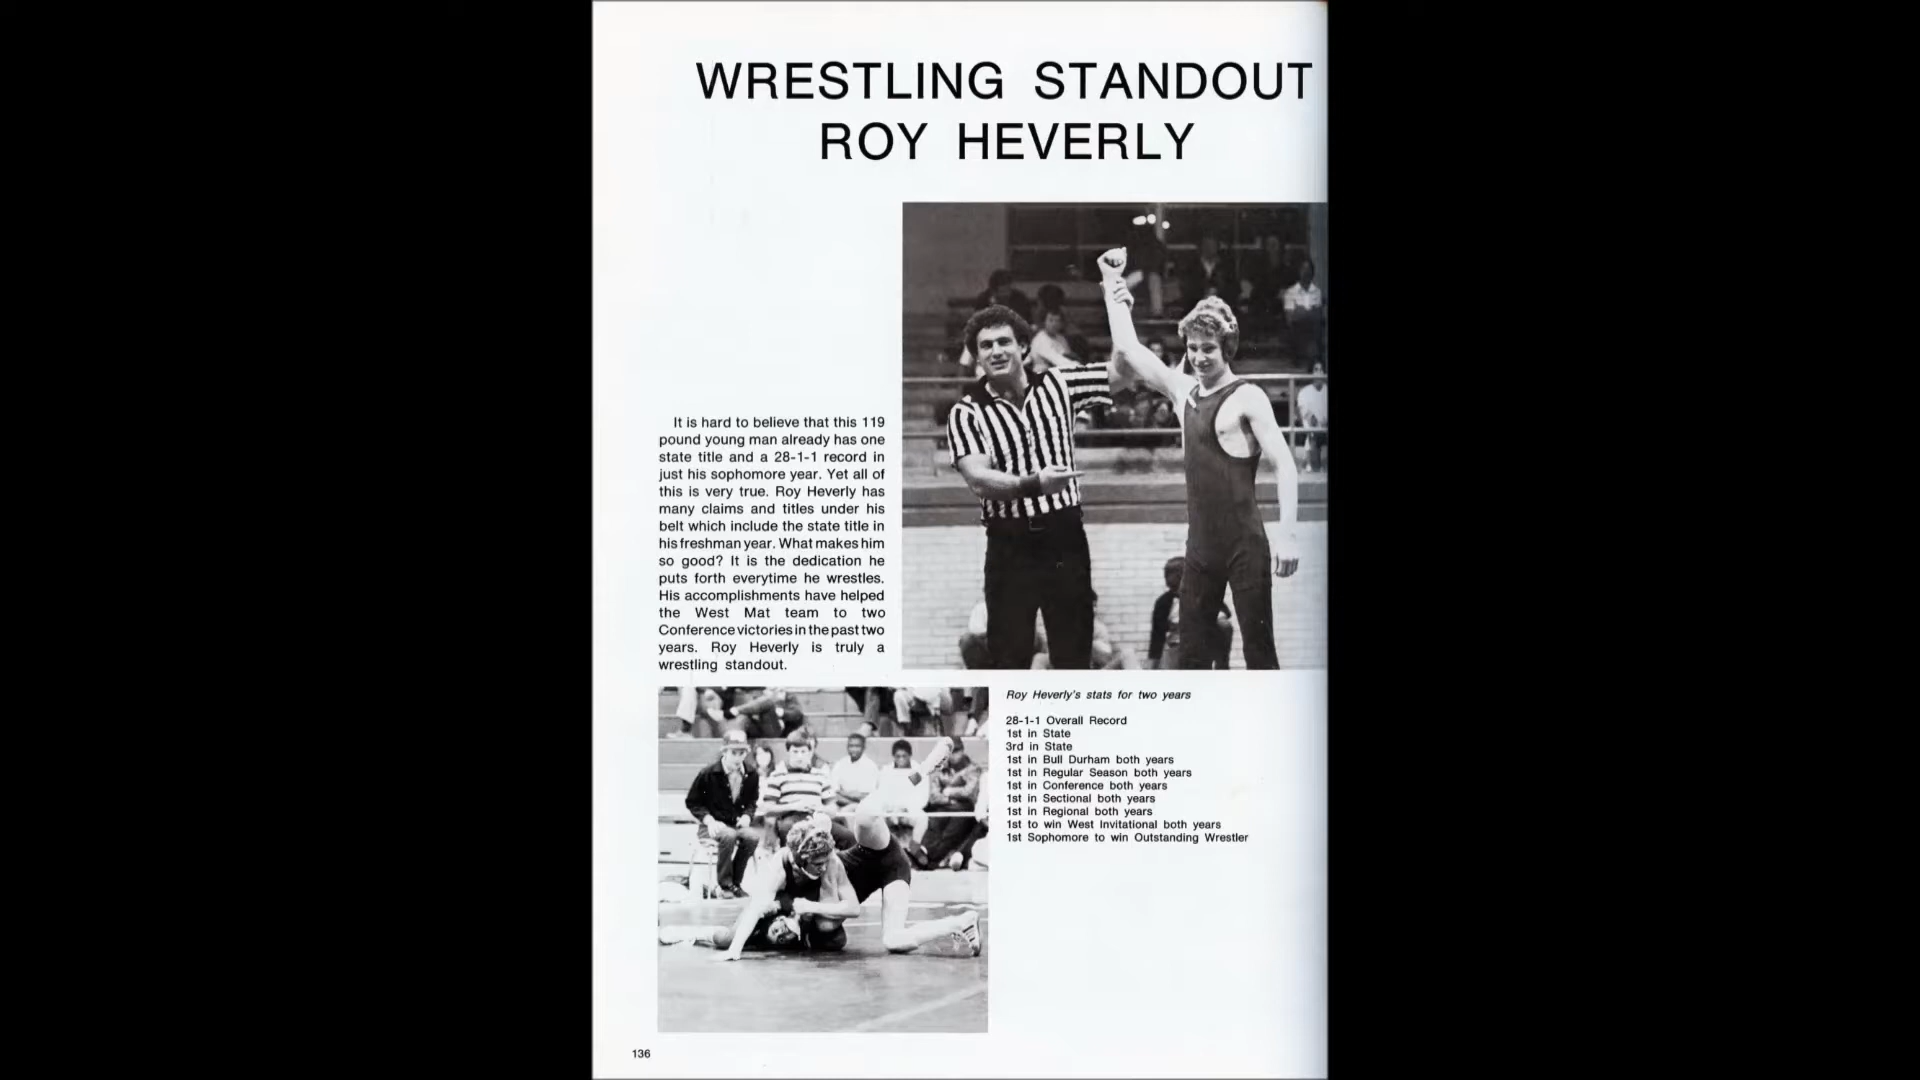 WRESTLING STANDOUT
ROY HEVERLY
It is hard to believe that this 119
pound young man already has one
state title and a 28-1-1 record in
just his sophomore year. Yet all of
this is very true. Roy Heverly has
many claims and titles under his
belt which include the state title in
his freshman year. What makes him
so good? It is the dedication he
puts forth everytime he wrestles.
His accomplishments have helped
the West Mat team to two
Conference victories in the past two
years. Roy Heverly is truly a
wrestling standout.
Roy Heverly's stats for two years
28-1-1 Overall Record
1st in State
3rd in State
1st in Bull Durham both years
1st in Regular Season both years
1st in Conference both years
1st in Sectional both years
1st in Regional both years
1st to win West Invitational both years
1st Sophomore to win Outstanding Wrestler
136